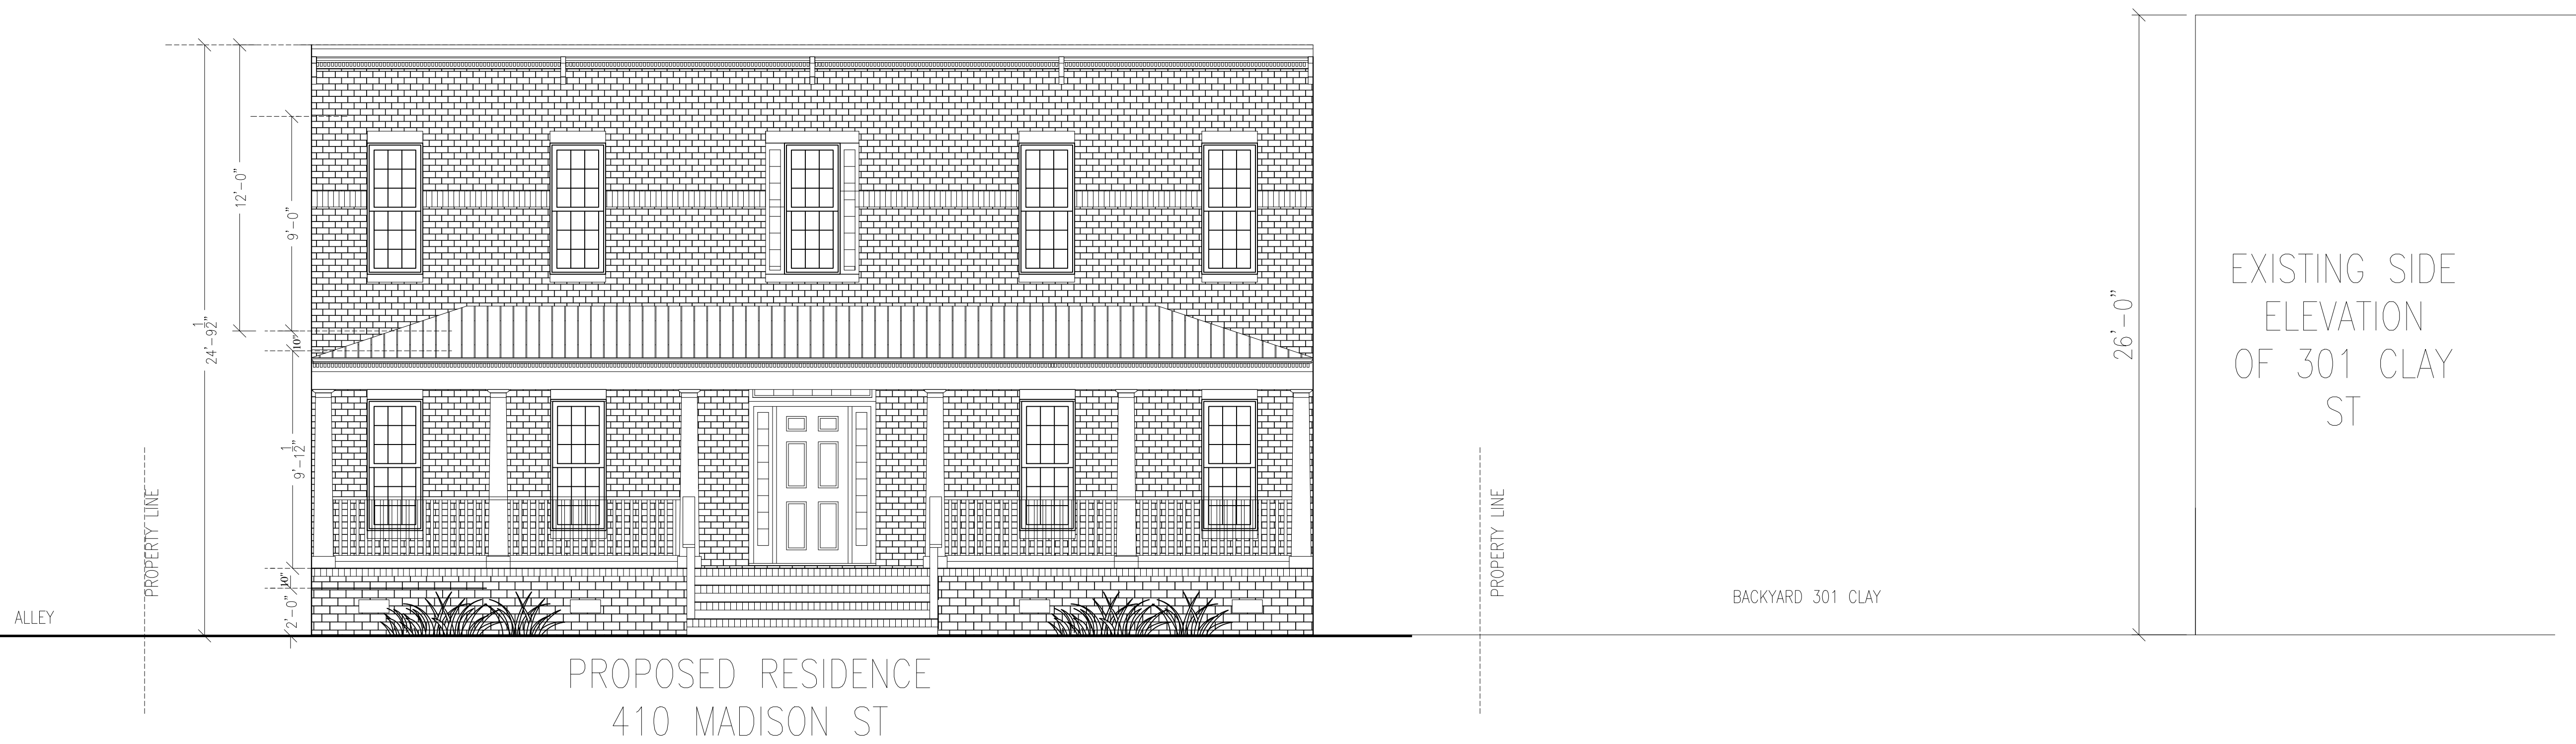 12'-0"
9'-0"
24'-9 1/2"
10"
9'-1 1/2"
10"
2'-0"
PROPERTY LINE
ALLEY
PROPOSED RESIDENCE
410 MADISON ST
PROPERTY LINE
BACKYARD 301 CLAY
26'-0"
EXISTING SIDE
ELEVATION
OF 301 CLAY
ST